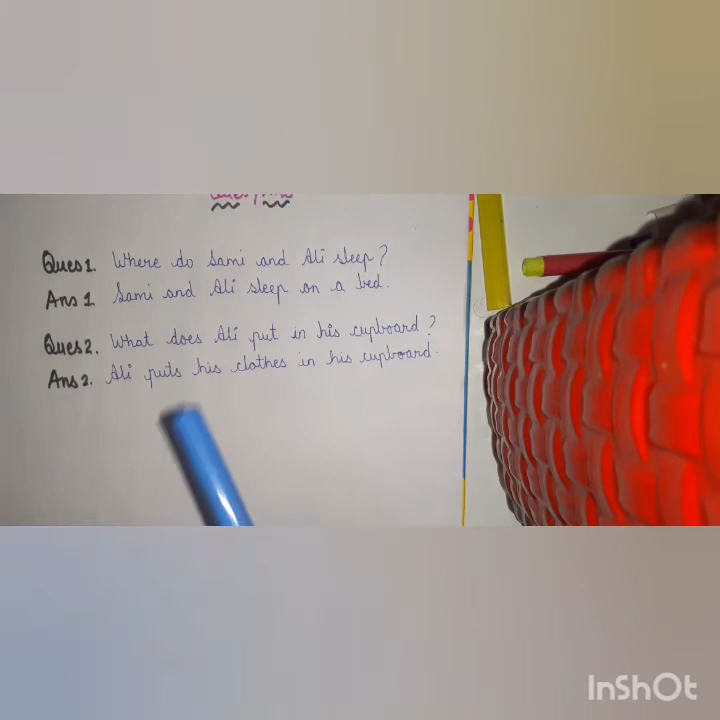 Ques 1. Where do Sami and Ali sleep?
Ans 1. Sami and Ali sleep on a bed.
Ques 2. What does Ali put in his cupboard?
Ans 2. Ali puts his clothes in his cupboard.
InShOt